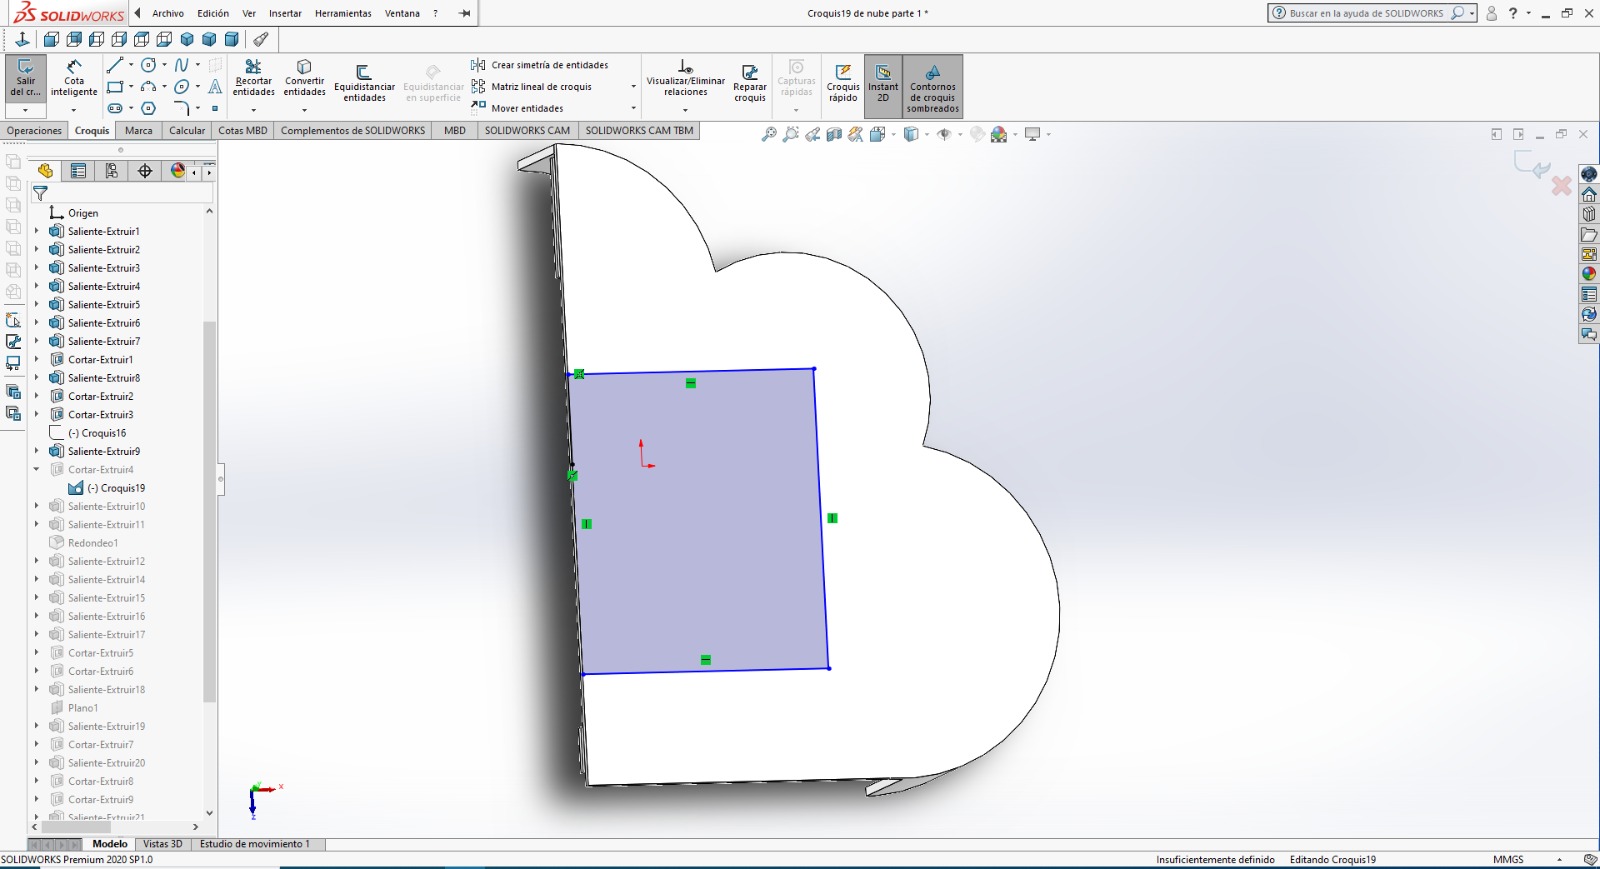 SOLIDWORKS
Archivo Edición Ver Insertar Herramientas Ventana ?
Croquis19 de nube parte 1 *
Buscar en la ayuda de SOLIDWORKS
?
Salir del cr...
Cota inteligente
Recortar entidades
Convertir entidades
Equidistanciar entidades
Equidistanciar en superficie
Crear simetría de entidades
Matriz lineal de croquis
Mover entidades
Visualizar/Eliminar relaciones
Reparar croquis
Capturas rápidas
Croquis rápido
Instant 2D
Contornos de croquis sombreados
Operaciones Croquis Marca Calcular Cotas MBD Complementos de SOLIDWORKS MBD SOLIDWORKS CAM SOLIDWORKS CAM TBM
Origen
Saliente-Extruir1
Saliente-Extruir2
Saliente-Extruir3
Saliente-Extruir4
Saliente-Extruir5
Saliente-Extruir6
Saliente-Extruir7
Cortar-Extruir1
Saliente-Extruir8
Cortar-Extruir2
Cortar-Extruir3
(-) Croquis16
Saliente-Extruir9
Cortar-Extruir4
(-) Croquis19
Saliente-Extruir10
Saliente-Extruir11
Redondeo1
Saliente-Extruir12
Saliente-Extruir14
Saliente-Extruir15
Saliente-Extruir16
Saliente-Extruir17
Cortar-Extruir5
Cortar-Extruir6
Saliente-Extruir18
Plano1
Saliente-Extruir19
Cortar-Extruir7
Saliente-Extruir20
Cortar-Extruir8
Cortar-Extruir9
Saliente-Extruir21
Modelo Vistas 3D Estudio de movimiento 1
SOLIDWORKS Premium 2020 SP1.0
Insuficientemente definido Editando Croquis19 MMGS